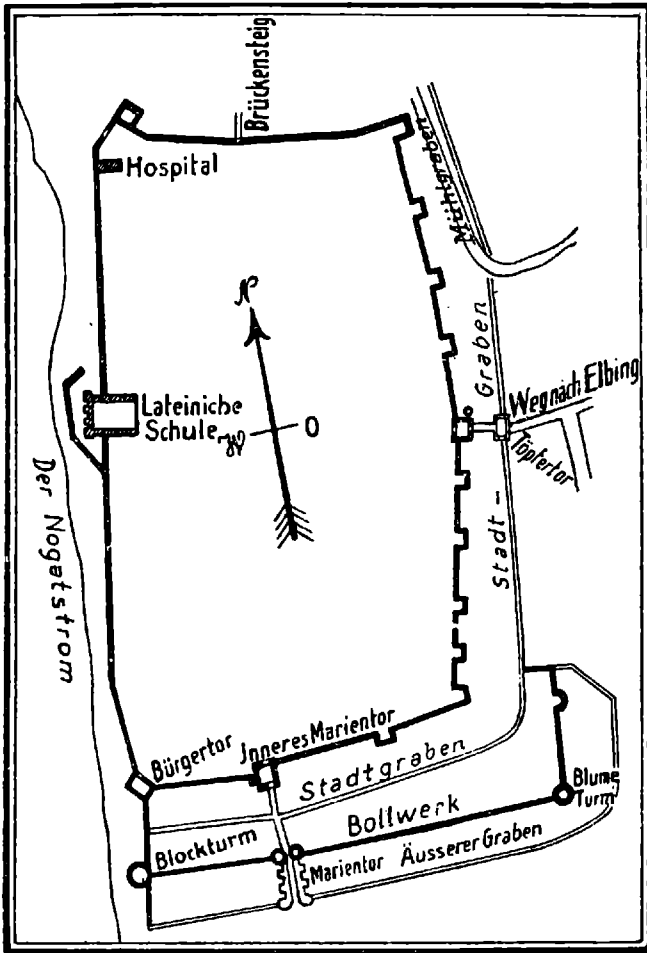 Brückensteig
Hospital
Mühlgraben
N
Graben
Weg nach Elbing
Töpfertor
Lateiniche
Schule
W
O
Der Nogatstrom
Stadt-
Bürgertor
Inneres Marientor
Stadtgraben
Blume
Turm
Bollwerk
Blockturm
Marientor
Äusserer Graben